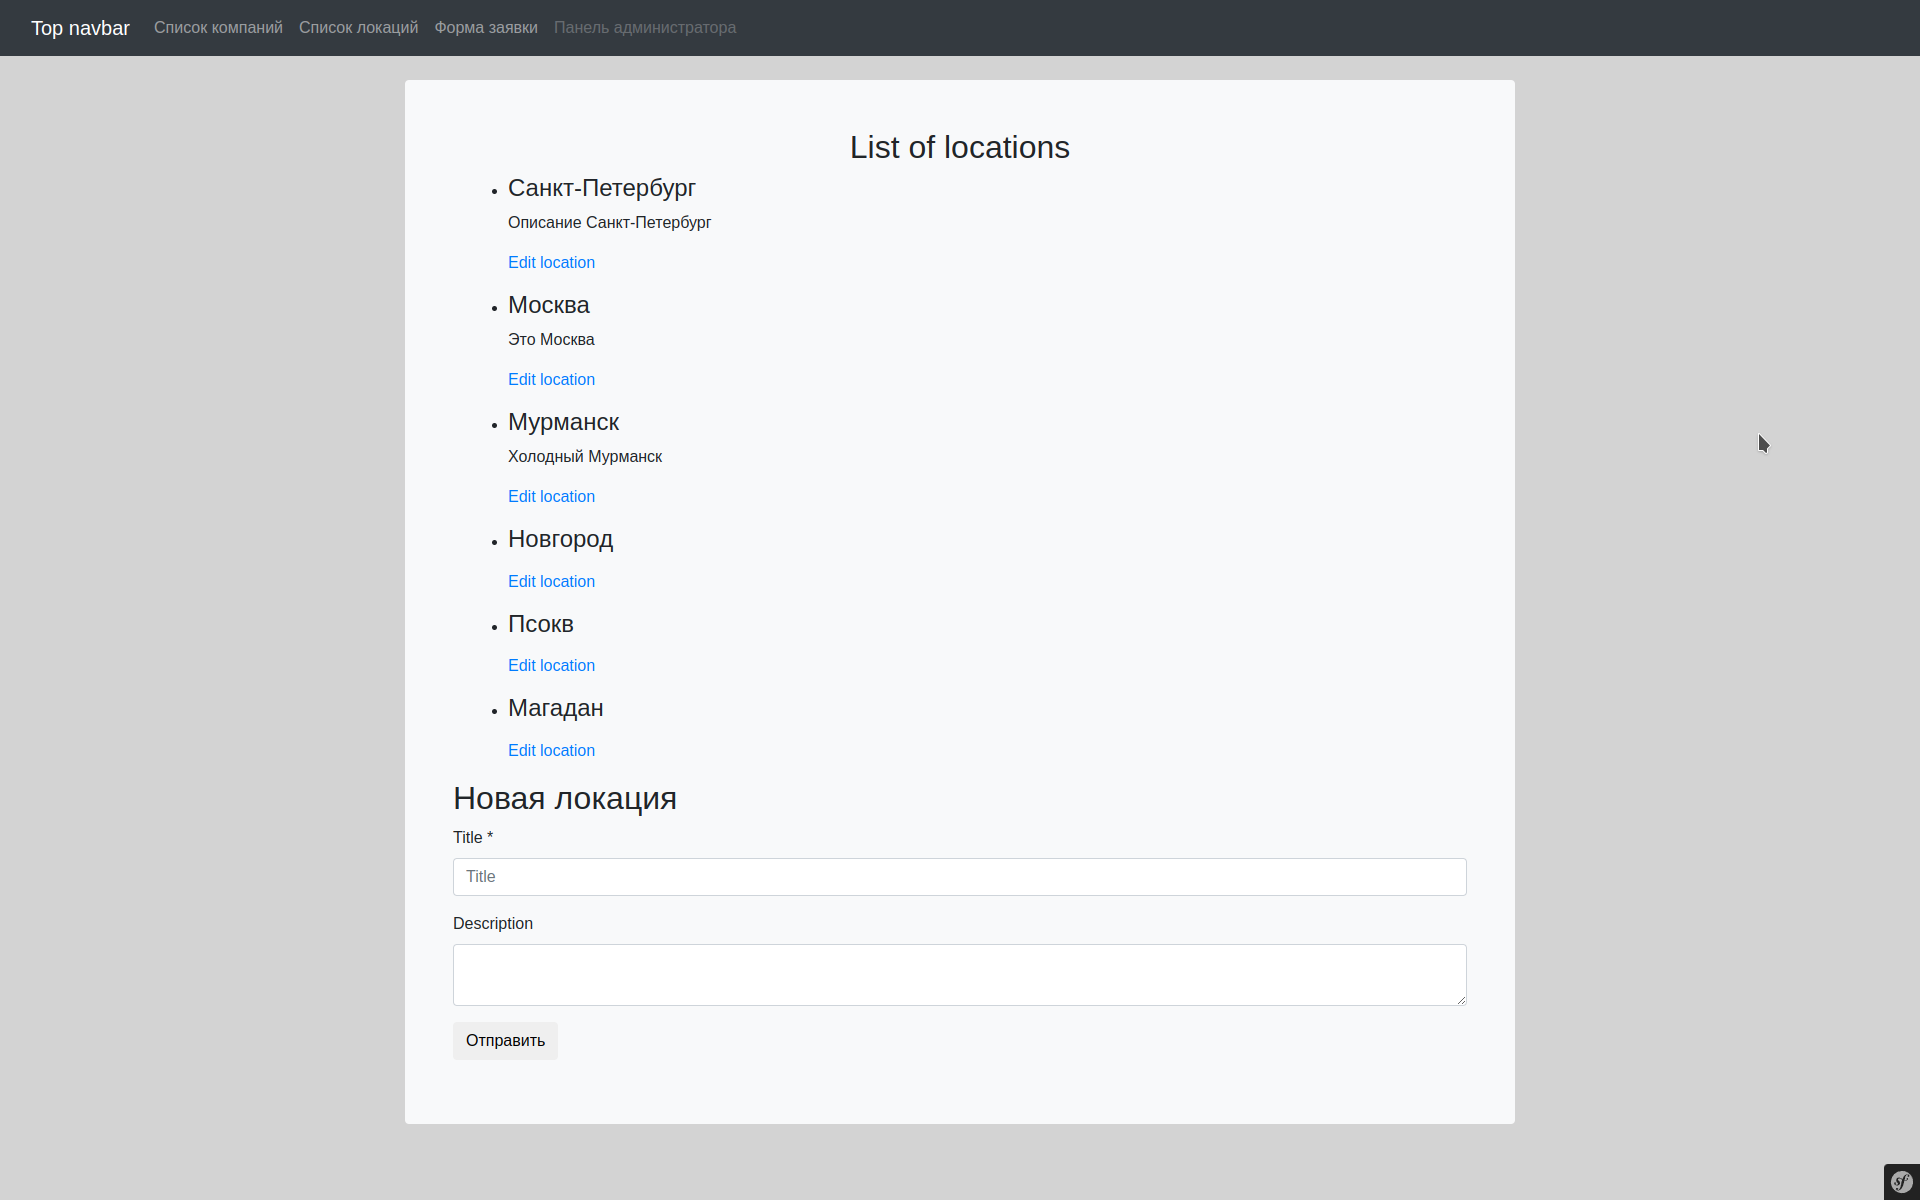 Top navbar Список компаний Список локаций Форма заявки Панель администратора
List of locations
Санкт-Петербург
Описание Санкт-Петербург
Edit location
Москва
Это Москва
Edit location
Мурманск
Холодный Мурманск
Edit location
Новгород
Edit location
Псокв
Edit location
Магадан
Edit location
Новая локация
Title *
Title
Description
Отправить
sf